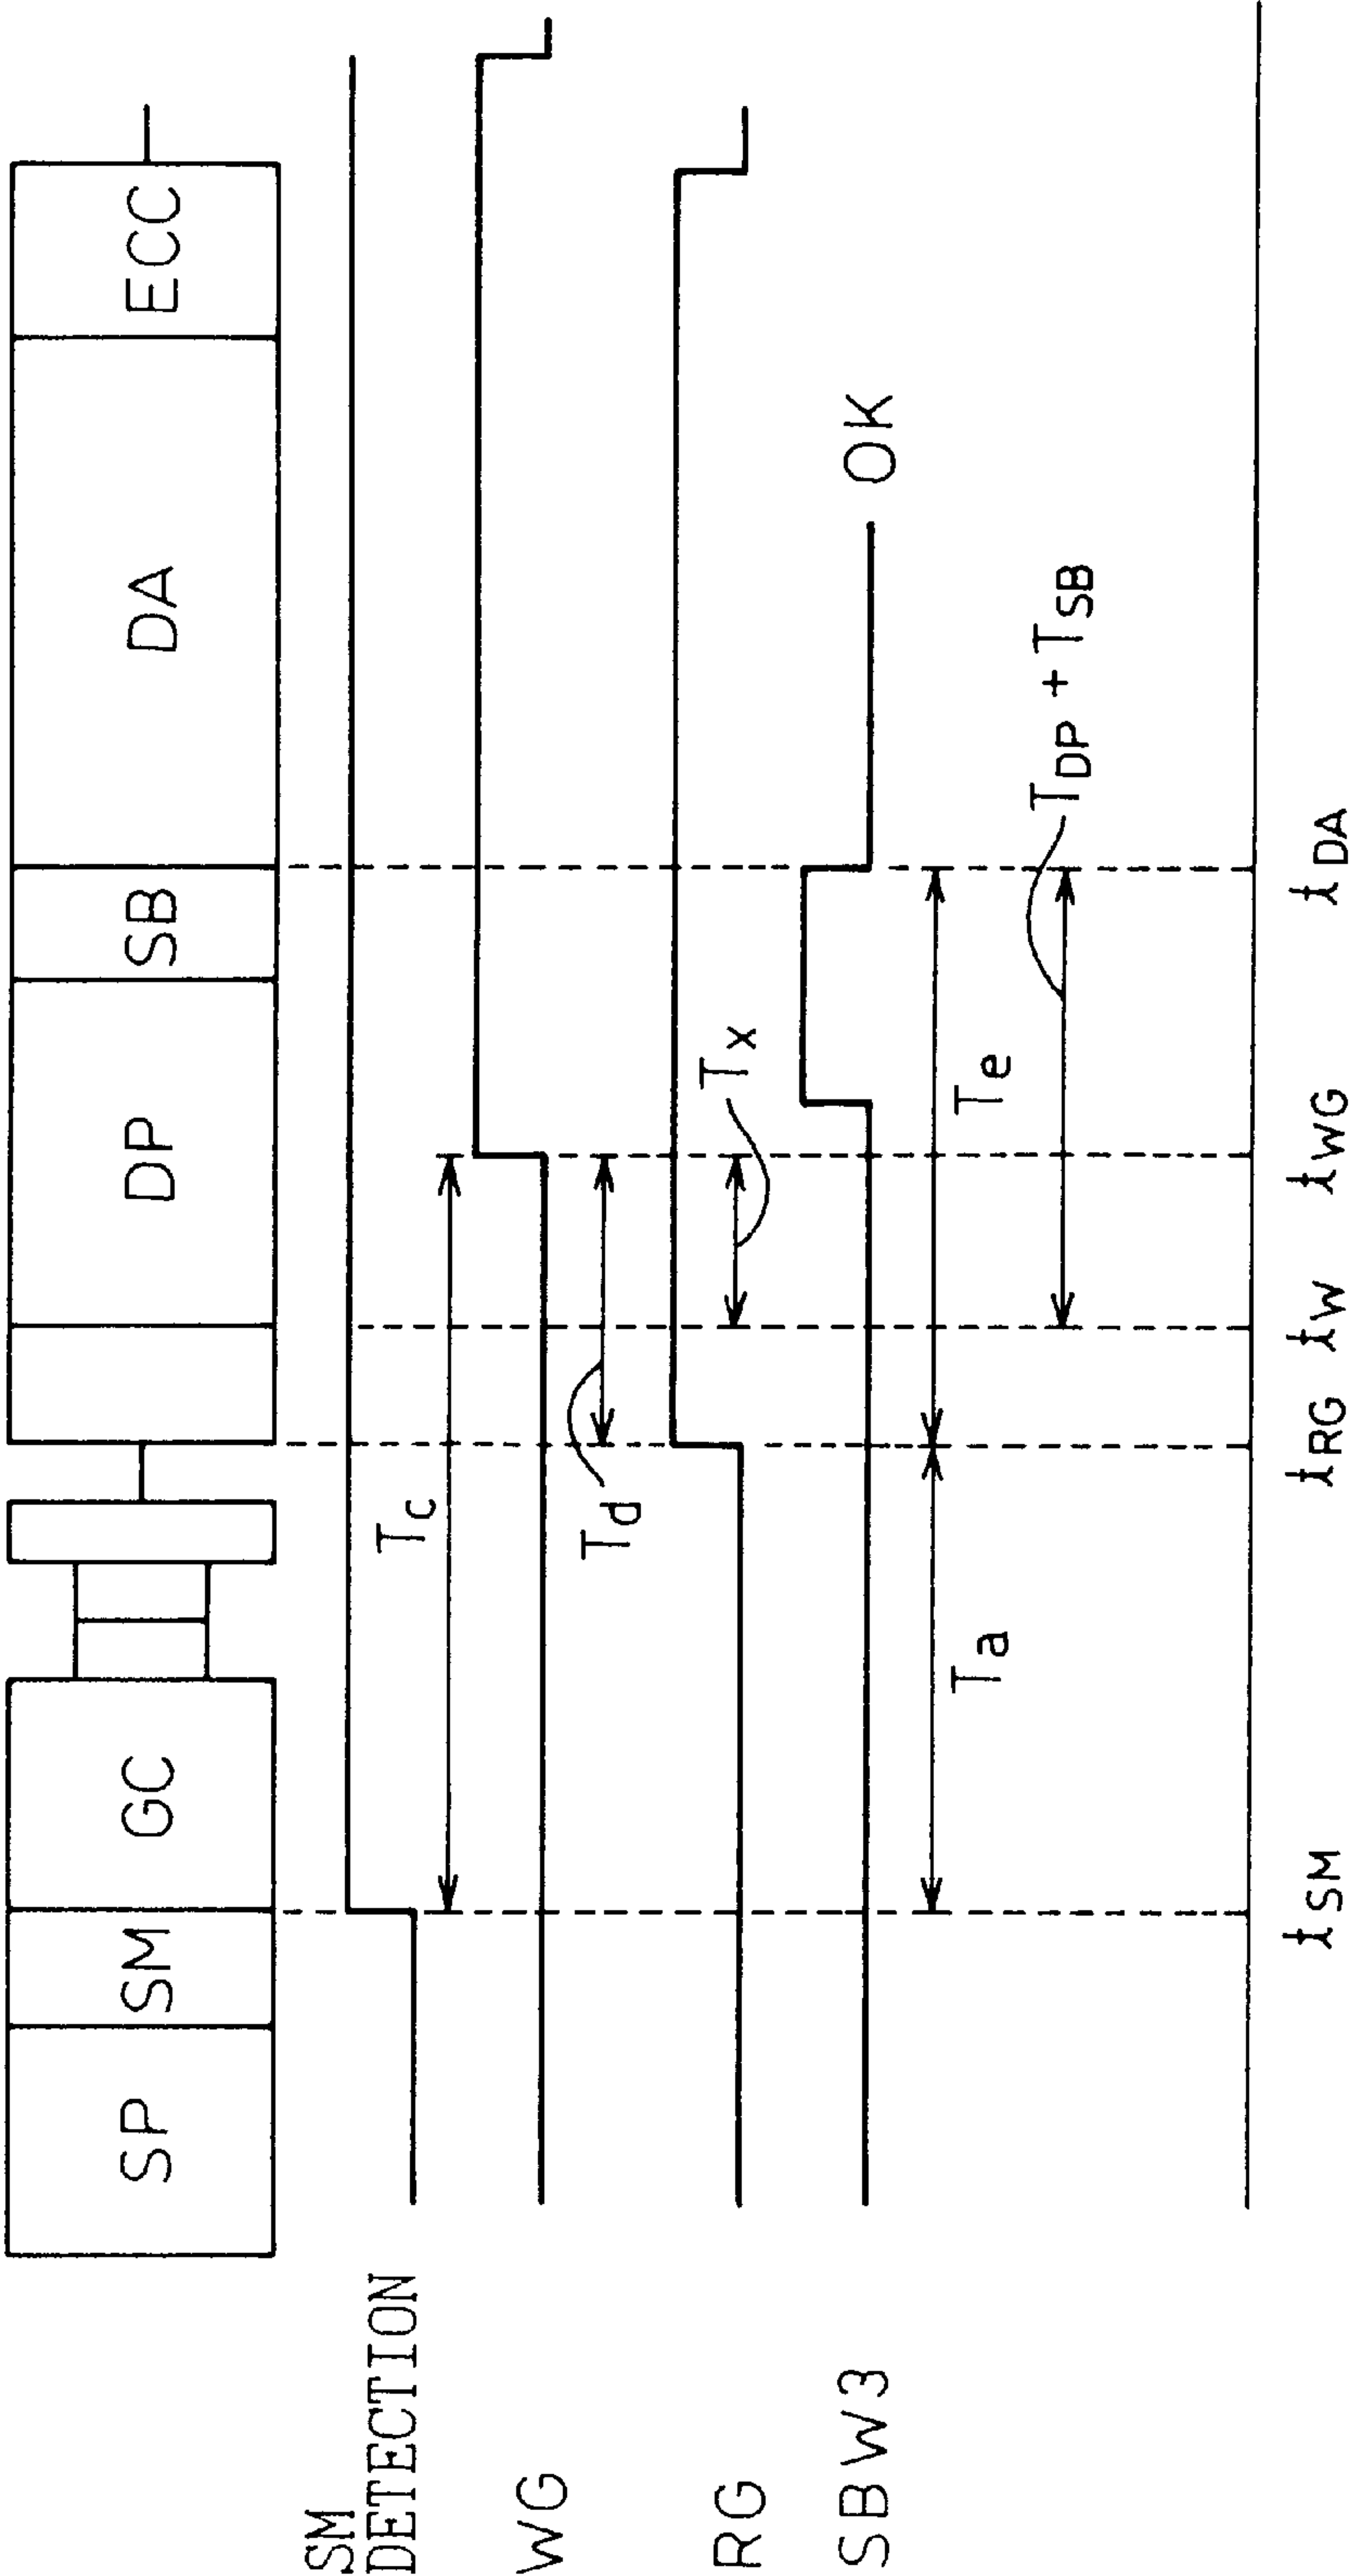 SP SM GC DP SB DA ECC
SM
DETECTION
Tc
WG
Td
RG
Tx
SBW3
OK
Ta
Te
TDP + TSB
tSM tRG tW tWG tDA